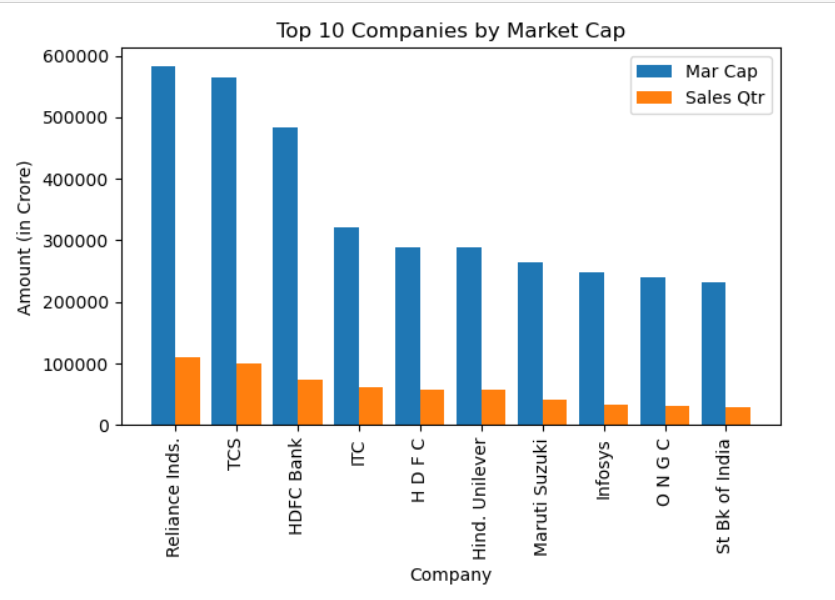 Top 10 Companies by Market Cap
Mar Cap
Sales Qtr
Amount (in Crore)
600000
500000
400000
300000
200000
100000
0
Reliance Inds.
TCS
HDFC Bank
ITC
H D F C
Hind. Unilever
Maruti Suzuki
Infosys
O N G C
St Bk of India
Company